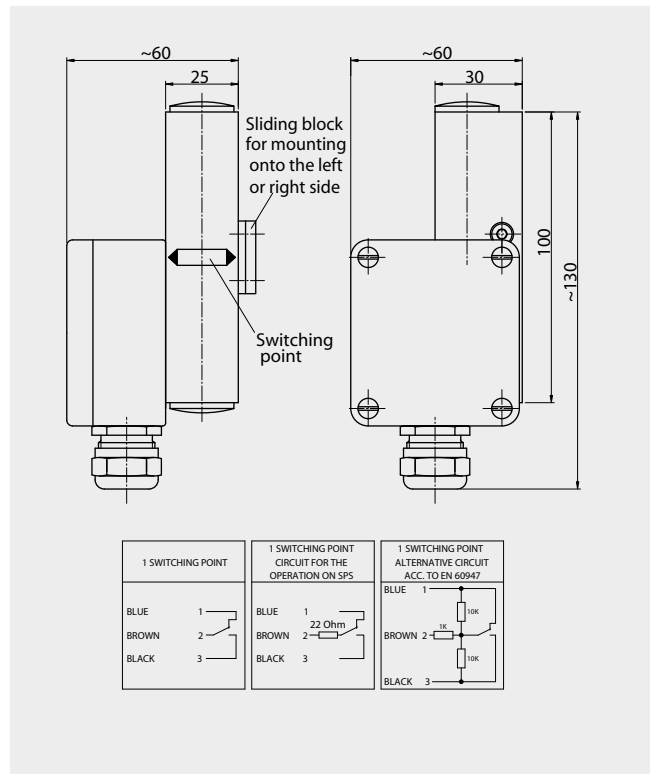 ~60
25
~60
30
Sliding block
for mounting
onto the left
or right side
100
~130
Switching
point
1 SWITCHING POINT
BLUE 1
BROWN 2
BLACK 3
1 SWITCHING POINT
CIRCUIT FOR THE
OPERATION ON SPS
BLUE 1
22 Ohm
BROWN 2
BLACK 3
1 SWITCHING POINT
ALTERNATIVE CIRCUIT
ACC. TO EN 60947
BLUE 1
10K
1K
BROWN 2
10K
BLACK 3